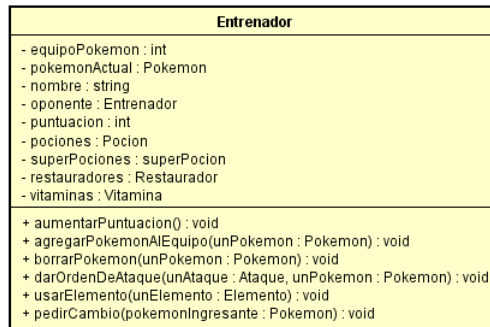 Entrenador
- equipoPokemon : int
- pokemonActual : Pokemon
- nombre : string
- oponente : Entrenador
- puntuacion : int
- pociones : Pocion
- superPociones : superPocion
- restauradores : Restaurador
- vitaminas : Vitamina
+ aumentarPuntuacion() : void
+ agregarPokemonAlEquipo(unPokemon : Pokemon) : void
+ borrarPokemon(unPokemon : Pokemon) : void
+ darOrdenDeAtaque(unAtaque : Ataque, unPokemon : Pokemon) : void
+ usarElemento(unElemento : Elemento) : void
+ pedirCambio(pokemonIngresante : Pokemon) : void